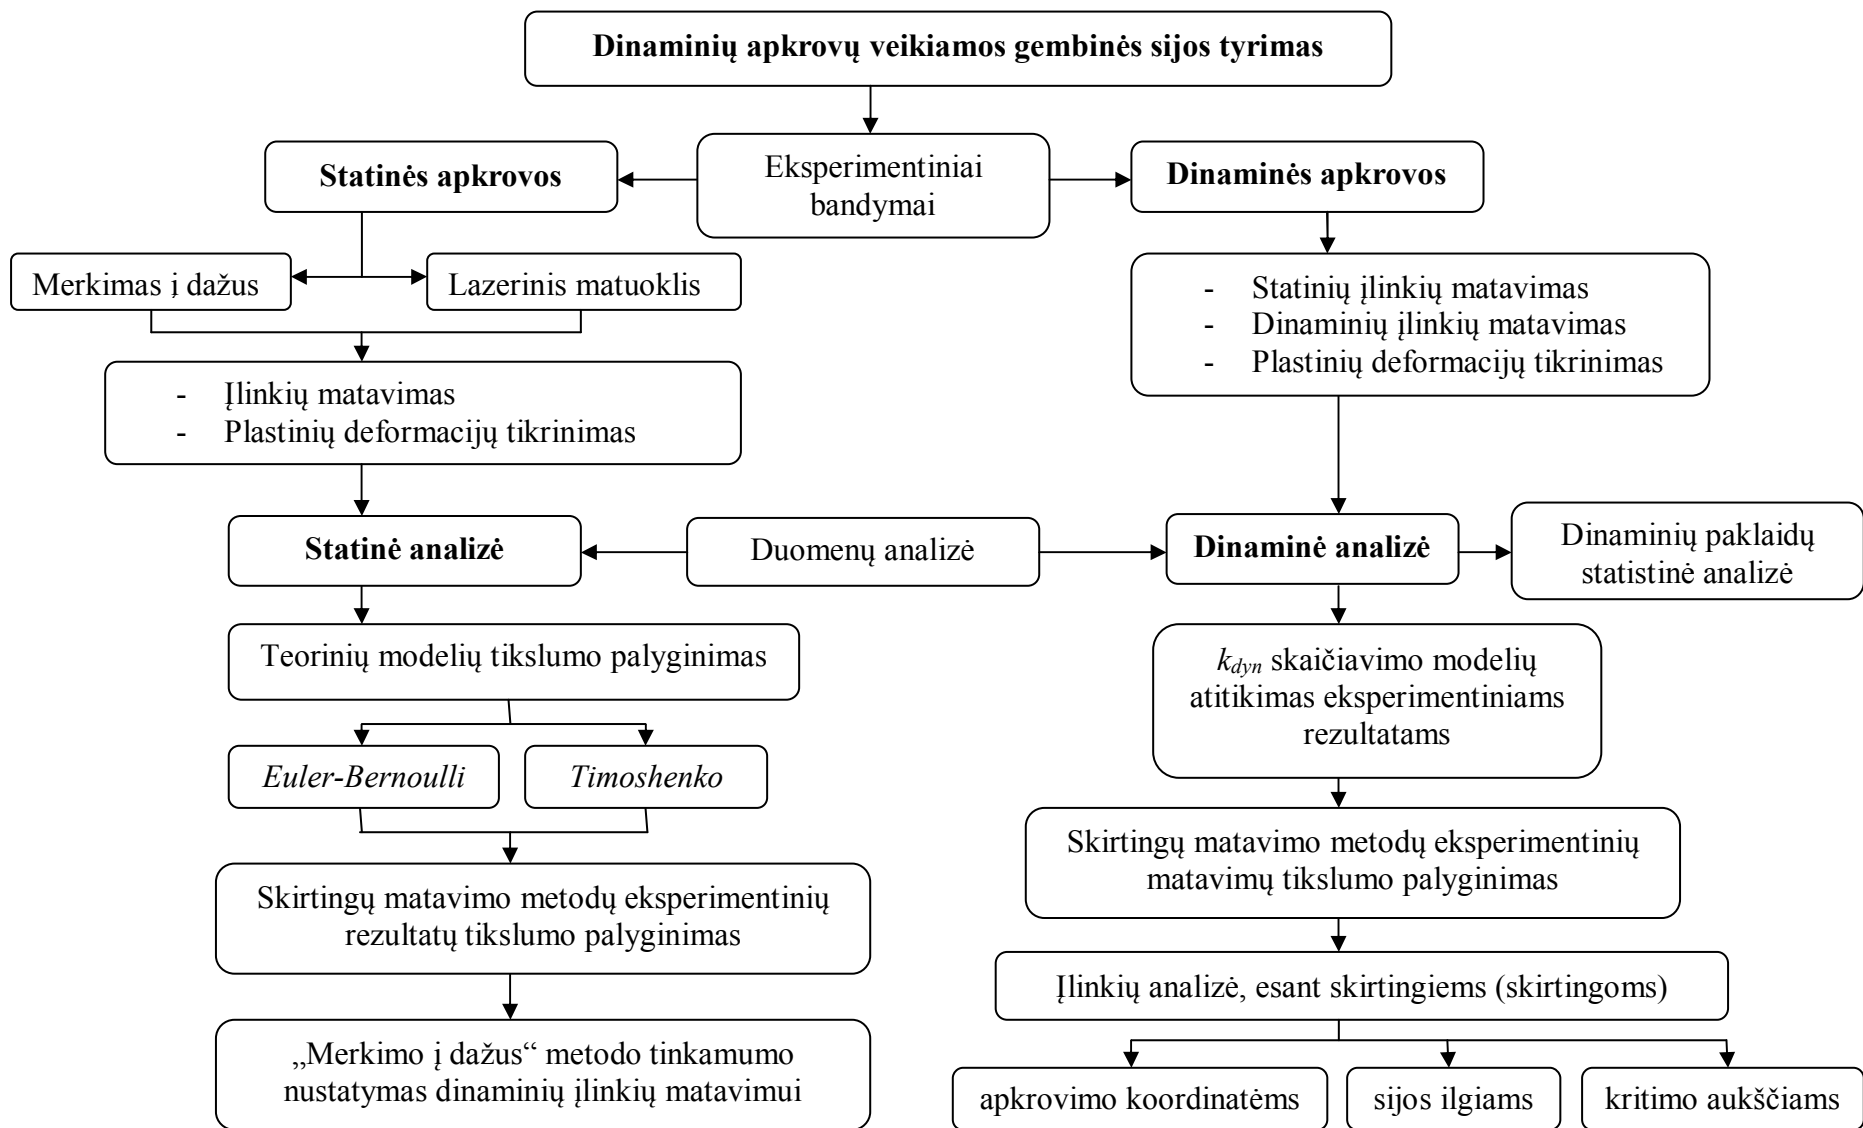 Dinaminių apkrovų veikiamos gembinės sijos tyrimas
Eksperimentiniai
bandymai
Statinės apkrovos
Dinaminės apkrovos
Merkimas į dažus
Lazerinis matuoklis
- Statinių įlinkių matavimas
- Dinaminių įlinkių matavimas
- Plastinių deformacijų tikrinimas
- Įlinkių matavimas
- Plastinių deformacijų tikrinimas
Statinė analizė
Duomenų analizė
Dinaminė analizė
Dinaminių paklaidų
statistinė analizė
Teorinių modelių tikslumo palyginimas
Euler-Bernoulli
Timoshenko
Skirtingų matavimo metodų eksperimentinių
rezultatų tikslumo palyginimas
„Merkimo į dažus“ metodo tinkamumo
nustatymas dinaminių įlinkių matavimui
kdyn skaičiavimo modelių
atitikimas eksperimentiniams
rezultatams
Skirtingų matavimo metodų eksperimentinių
matavimų tikslumo palyginimas
Įlinkių analizė, esant skirtingiems (skirtingoms)
apkrovimo koordinatėms
sijos ilgiams
kritimo aukščiams